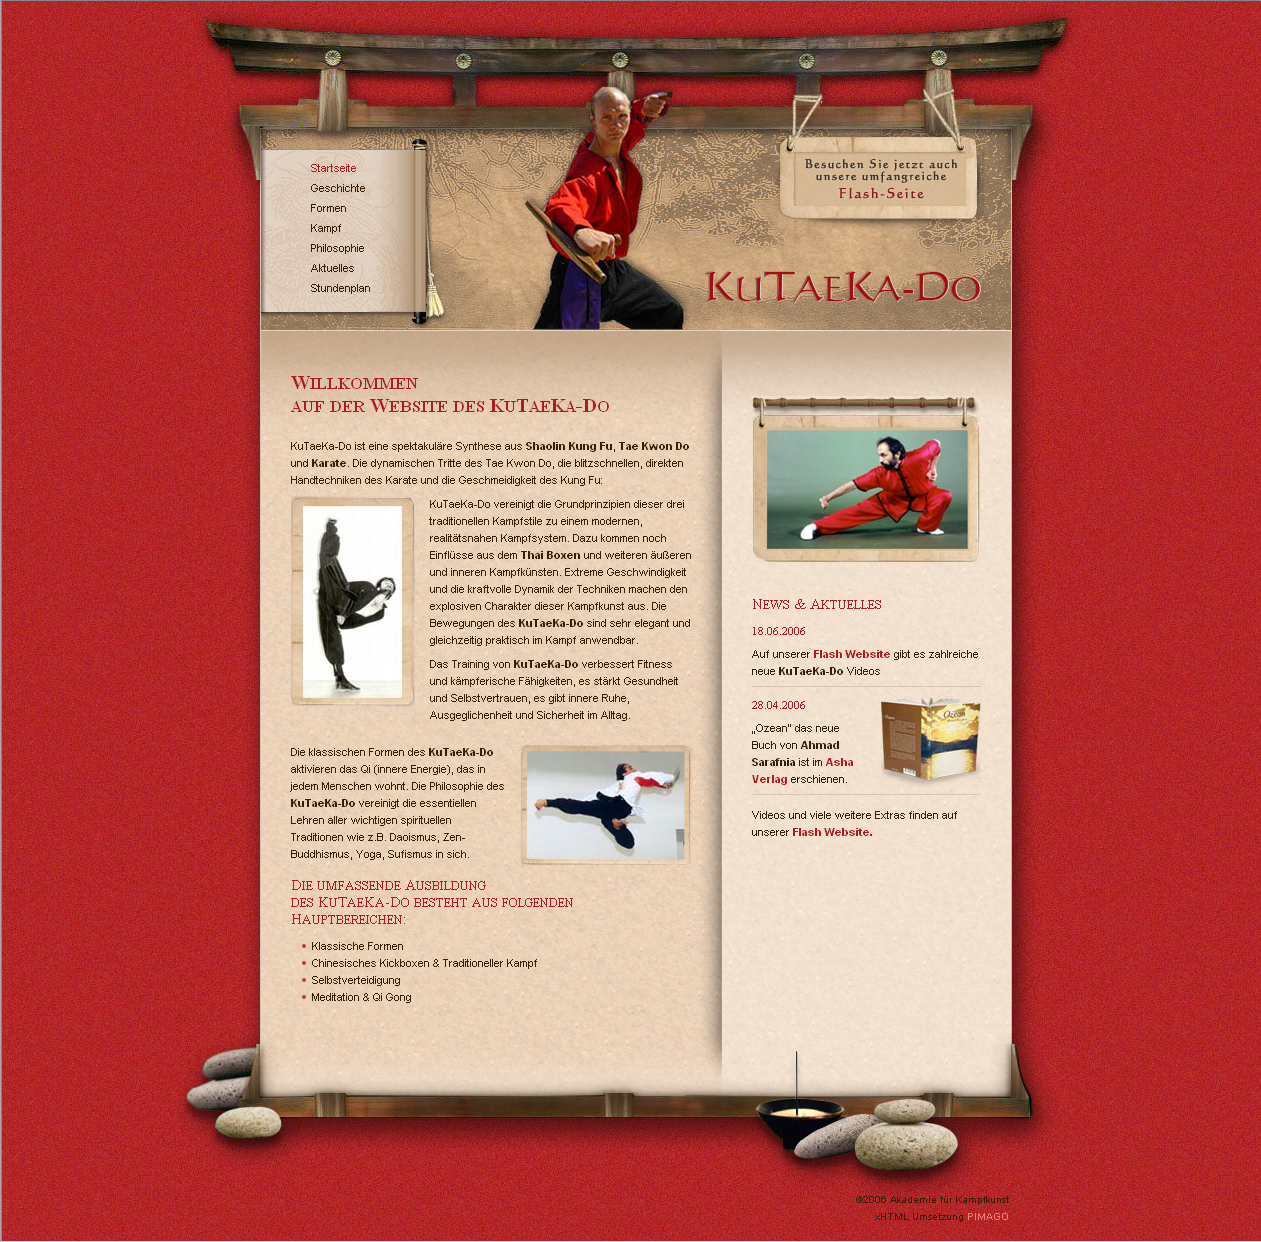 Startseite
Geschichte
Formen
Kampf
Philosophie
Aktuelles
Stundenplan
Besuchen Sie jetzt auch
unsere umfangreiche
Flash-Seite
KuTaeKa-Do
Willkommen
auf der Website des KuTaeKa-Do
KuTaeKa-Do ist eine spektakuläre Synthese aus Shaolin Kung Fu, Tae Kwon Do
und Karate. Die dynamischen Tritte des Tae Kwon Do, die blitzschnellen, direkten
Handtechniken des Karate und die Geschmeidigkeit des Kung Fu:
KuTaeKa-Do vereinigt die Grundprinzipien dieser drei
traditionellen Kampfstile zu einem modernen,
realitätsnahen Kampfsystem. Dazu kommen noch
Einflüsse aus dem Thai Boxen und weiteren äußeren
und inneren Kampfkünsten. Extreme Geschwindigkeit
und die kraftvolle Dynamik der Techniken machen den
explosiven Charakter dieser Kampfkunst aus. Die
Bewegungen des KuTaeKa-Do sind sehr elegant und
gleichzeitig praktisch im Kampf anwendbar.
Das Training von KuTaeKa-Do verbessert Fitness
und kämpferische Fähigkeiten, es stärkt Gesundheit
und Selbstvertrauen, es gibt innere Ruhe,
Ausgeglichenheit und Sicherheit im Alltag.
Die klassischen Formen des KuTaeKa-Do
aktivieren das Qi (innere Energie), das in
jedem Menschen wohnt. Die Philosophie des
KuTaeKa-Do vereinigt die essentiellen
Lehren aller wichtigen spirituellen
Traditionen wie z.B. Daoismus, Zen-
Buddhismus, Yoga, Sufismus in sich.
Die umfassende Ausbildung
des KuTaeKa-Do besteht aus folgenden
Hauptbereichen:
Klassische Formen
Chinesisches Kickboxen & Traditioneller Kampf
Selbstverteidigung
Meditation & Qi Gong
News & Aktuelles
18.06.2006
Auf unserer Flash Website gibt es zahlreiche
neue KuTaeKa-Do Videos
28.04.2006
„Ozean" das neue
Buch von Ahmad
Sarafnia ist im Asha
Verlag erschienen.
Ozean
Videos und viele weitere Extras finden auf
unserer Flash Website.
©2006 Akademie für Kampfkunst
xHTML Umsetzung PIMAGO